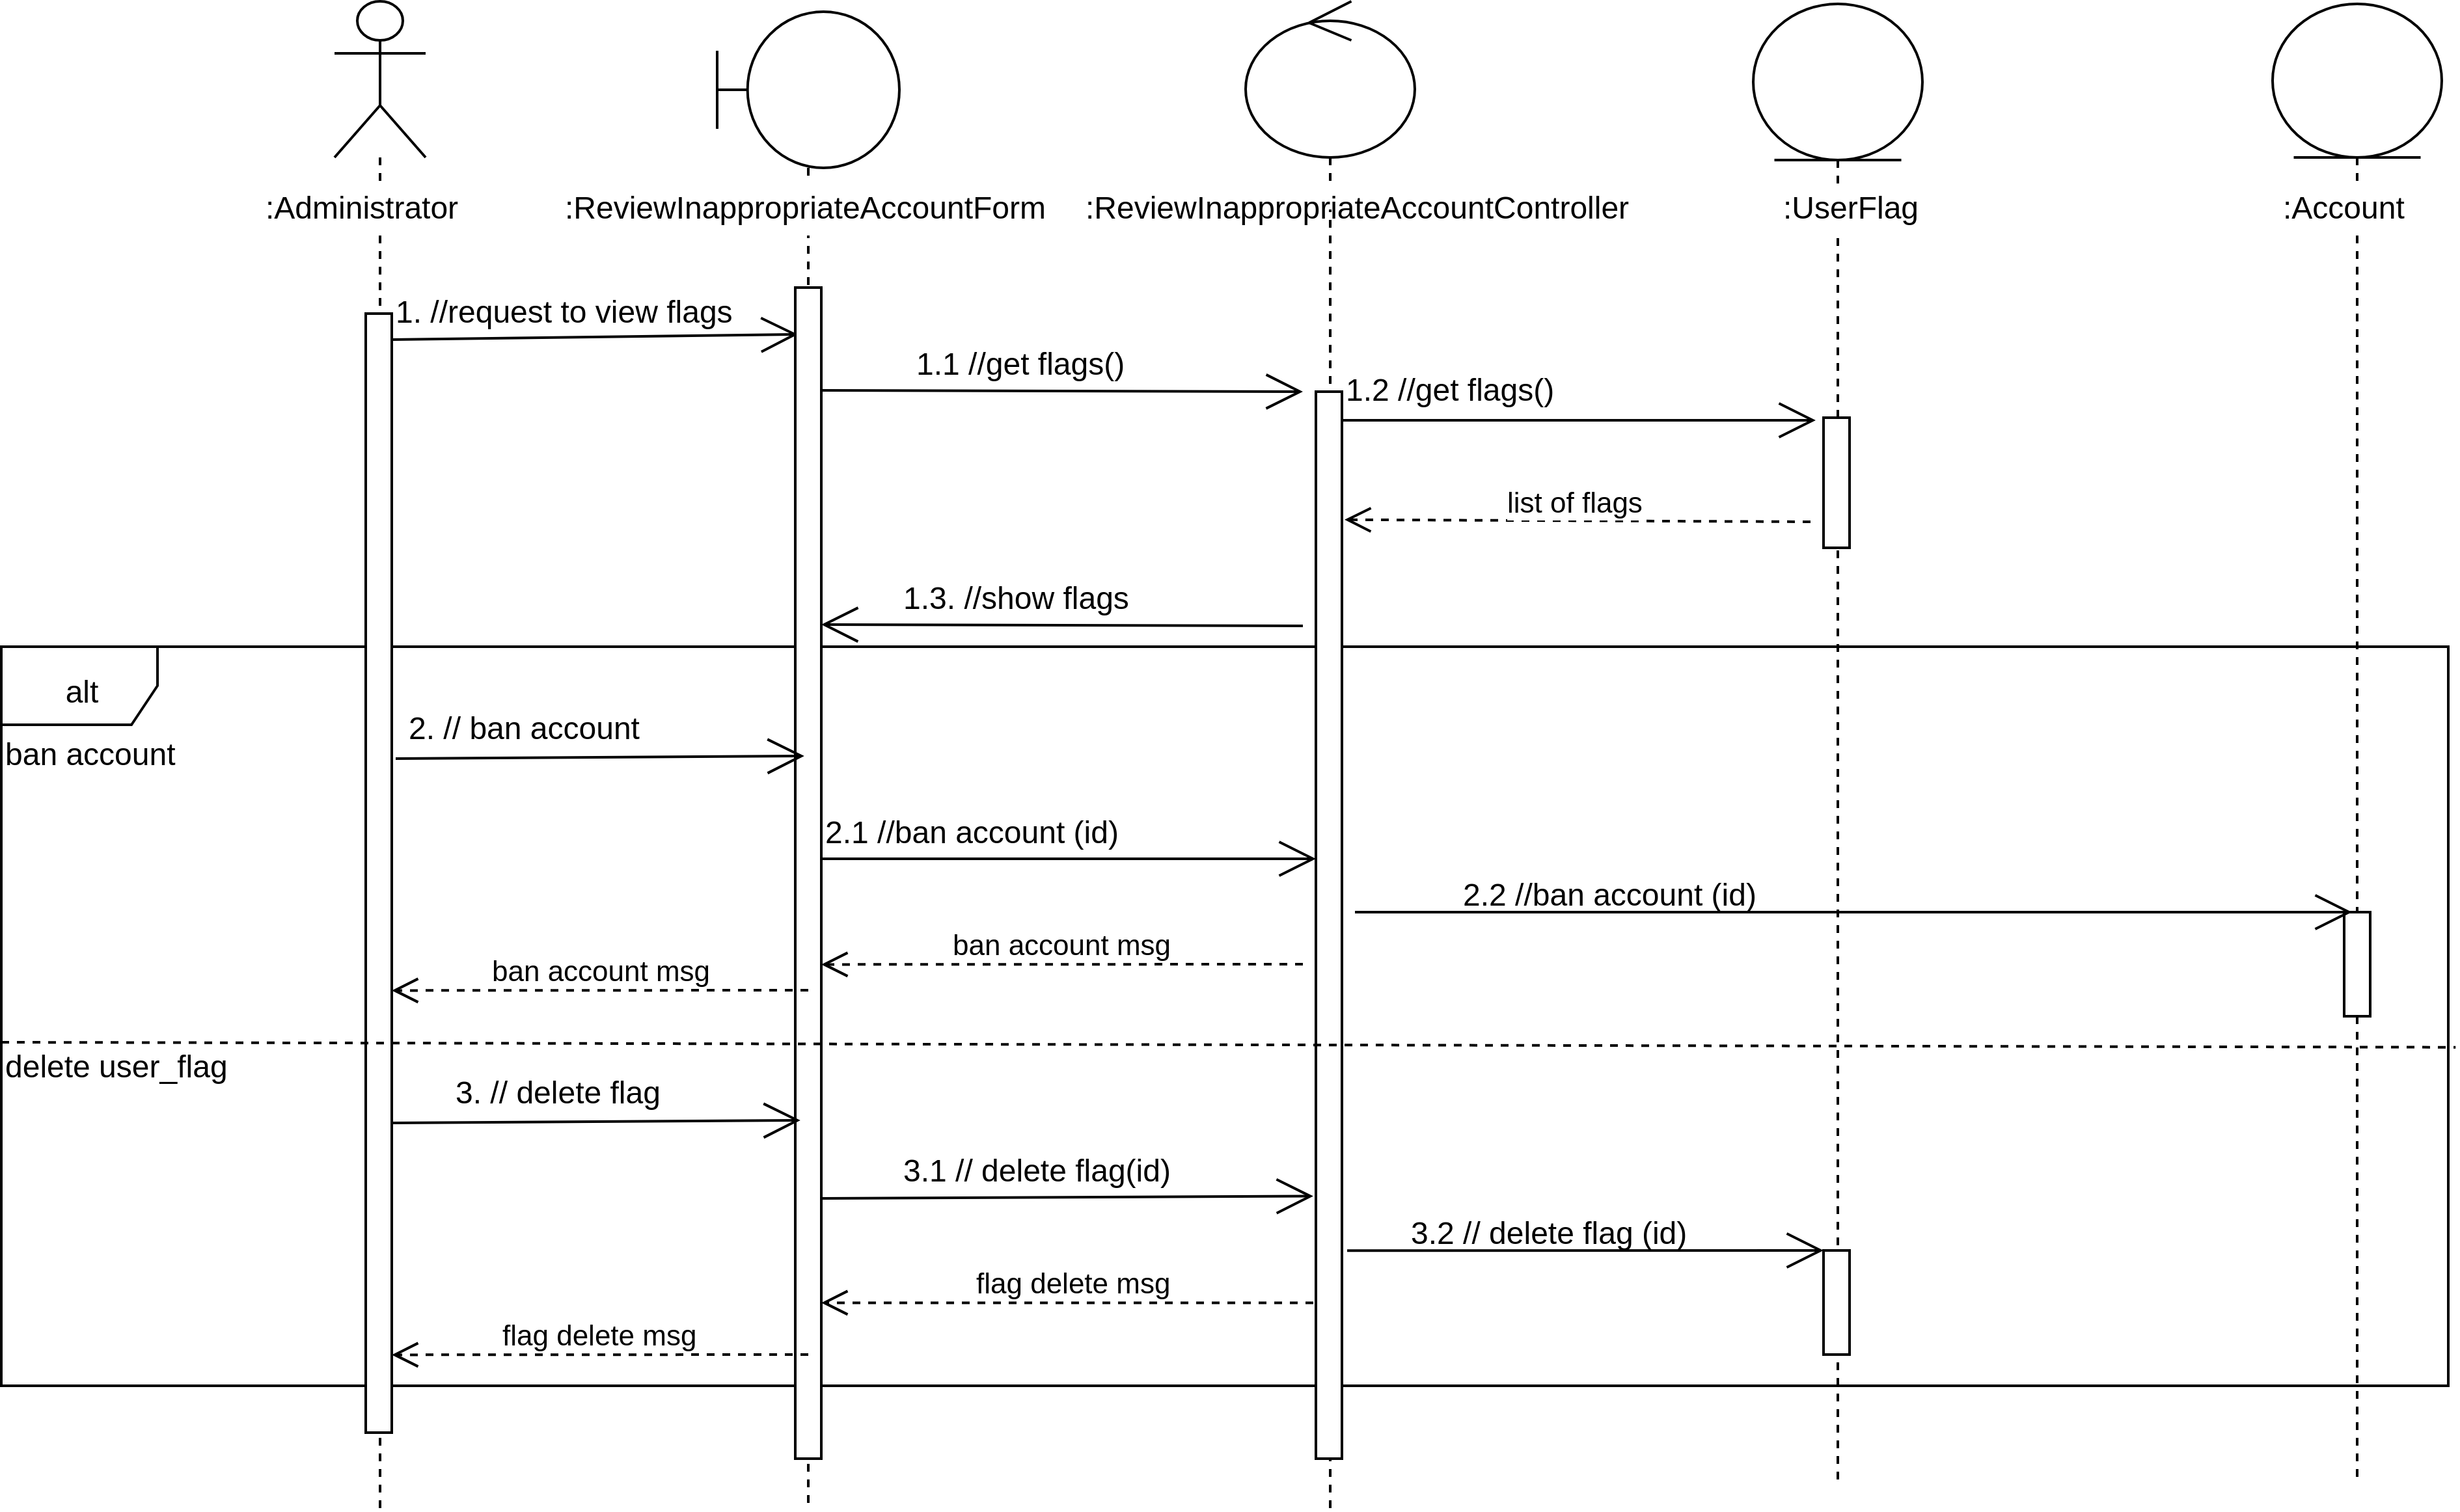 :Administrator
:ReviewInappropriateAccountForm
:ReviewInappropriateAccountController
:UserFlag
:Account
1. //request to view flags
1.1 //get flags()
1.2 //get flags()
list of flags
1.3. //show flags
alt
ban account
2. // ban account
2.1 //ban account (id)
2.2 //ban account (id)
ban account msg
ban account msg
delete user_flag
3. // delete flag
3.1 // delete flag(id)
3.2 // delete flag (id)
flag delete msg
flag delete msg